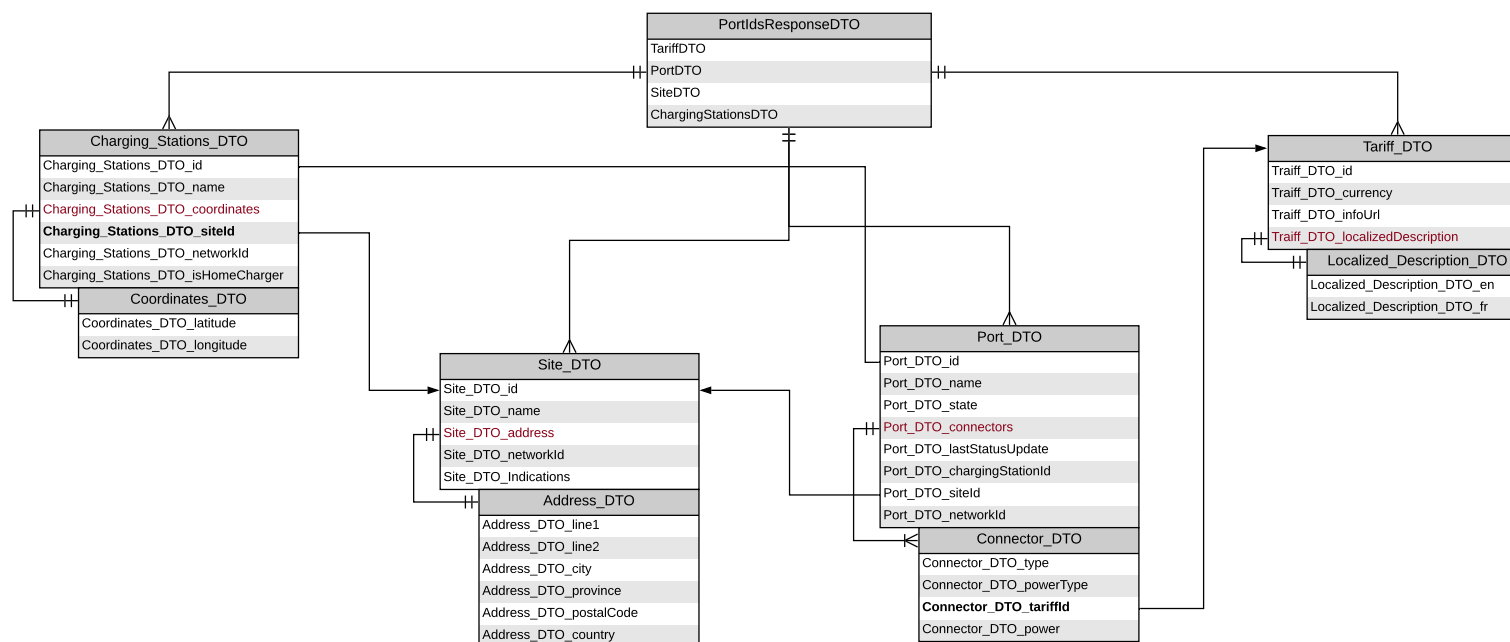 PortIdsResponseDTO
TariffDTO
PortDTO
SiteDTO
ChargingStationsDTO
Charging_Stations_DTO
Charging_Stations_DTO_id
Charging_Stations_DTO_name
Charging_Stations_DTO_coordinates
Charging_Stations_DTO_siteId
Charging_Stations_DTO_networkId
Charging_Stations_DTO_isHomeCharger
Coordinates_DTO
Coordinates_DTO_latitude
Coordinates_DTO_longitude
Tariff_DTO
Traiff_DTO_id
Traiff_DTO_currency
Traiff_DTO_infoUrl
Traiff_DTO_localizedDescription
Localized_Description_DTO
Localized_Description_DTO_en
Localized_Description_DTO_fr
Site_DTO
Site_DTO_id
Site_DTO_name
Site_DTO_address
Site_DTO_networkId
Site_DTO_Indications
Address_DTO
Address_DTO_line1
Address_DTO_line2
Address_DTO_city
Address_DTO_province
Address_DTO_postalCode
Address_DTO_country
Port_DTO
Port_DTO_id
Port_DTO_name
Port_DTO_state
Port_DTO_connectors
Port_DTO_lastStatusUpdate
Port_DTO_chargingStationId
Port_DTO_siteId
Port_DTO_networkId
Connector_DTO
Connector_DTO_type
Connector_DTO_powerType
Connector_DTO_tariffId
Connector_DTO_power